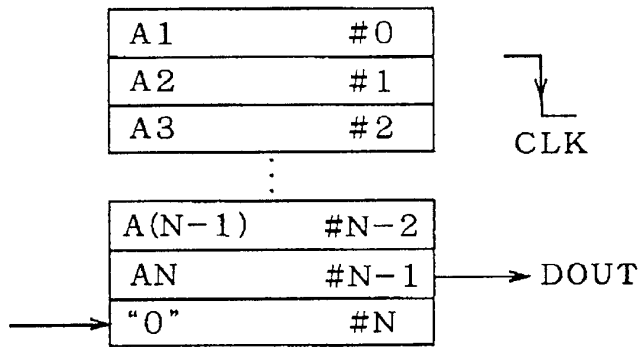 A1 #0
A2 #1
A3 #2
CLK
A(N-1) #N-2
AN #N-1 DOUT
"0" #N